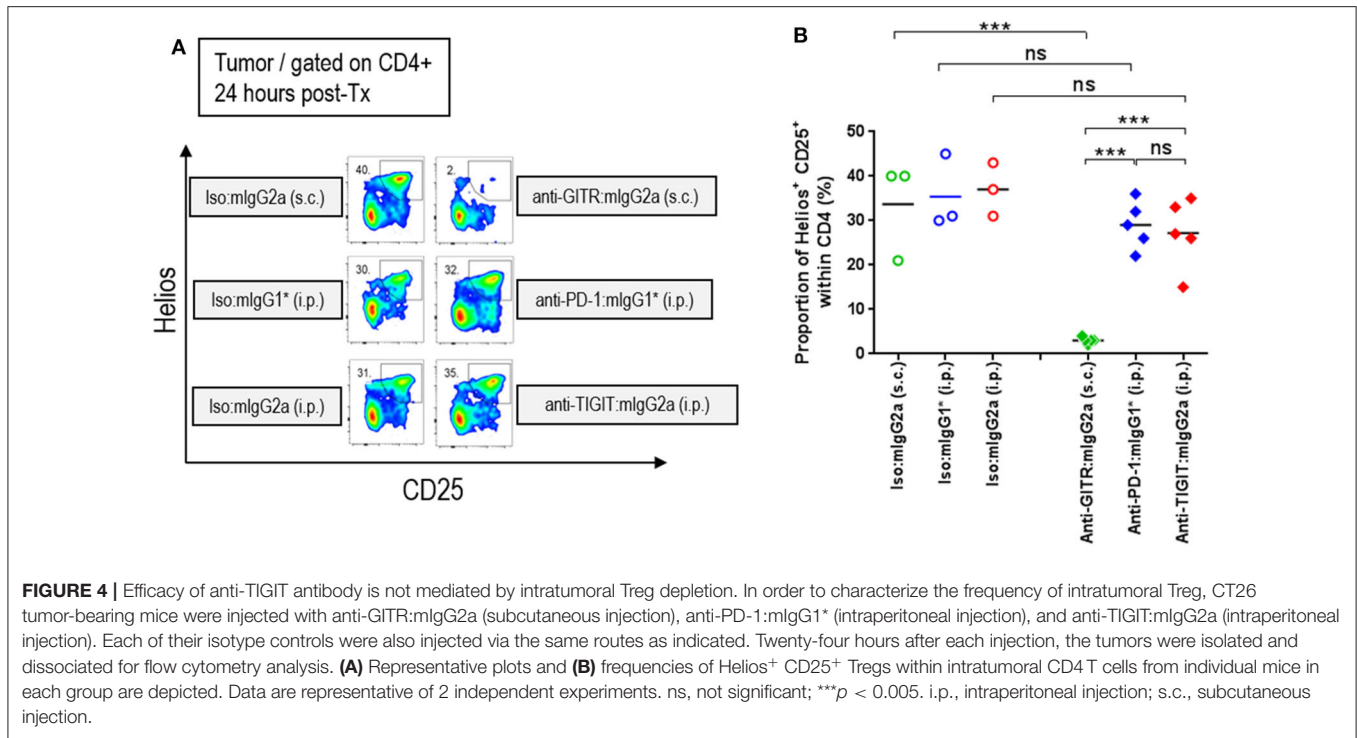 A
Tumor / gated on CD4+
24 hours post-Tx
Helios
CD25
Iso:mIgG2a (s.c.)
40.
2.
anti-GITR:mIgG2a (s.c.)
Iso:mIgG1* (i.p.)
30.
32.
anti-PD-1:mIgG1* (i.p.)
Iso:mIgG2a (i.p.)
31.
35.
anti-TIGIT:mIgG2a (i.p.)
B
***
ns
ns
***
*** ns
Proportion of Helios+ CD25+
within CD4 (%)
50
40
30
20
10
0
Iso:mIgG2a (s.c.)
Iso:mIgG1* (i.p.)
Iso:mIgG2a (i.p.)
Anti-GITR:mIgG2a (s.c.)
Anti-PD-1:mIgG1* (i.p.)
Anti-TIGIT:mIgG2a (i.p.)
FIGURE 4 | Efficacy of anti-TIGIT antibody is not mediated by intratumoral Treg depletion. In order to characterize the frequency of intratumoral Treg, CT26
tumor-bearing mice were injected with anti-GITR:mIgG2a (subcutaneous injection), anti-PD-1:mIgG1* (intraperitoneal injection), and anti-TIGIT:mIgG2a (intraperitoneal
injection). Each of their isotype controls were also injected via the same routes as indicated. Twenty-four hours after each injection, the tumors were isolated and
dissociated for flow cytometry analysis. (A) Representative plots and (B) frequencies of Helios+ CD25+ Tregs within intratumoral CD4 T cells from individual mice in
each group are depicted. Data are representative of 2 independent experiments. ns, not significant; ***p < 0.005. i.p., intraperitoneal injection; s.c., subcutaneous
injection.